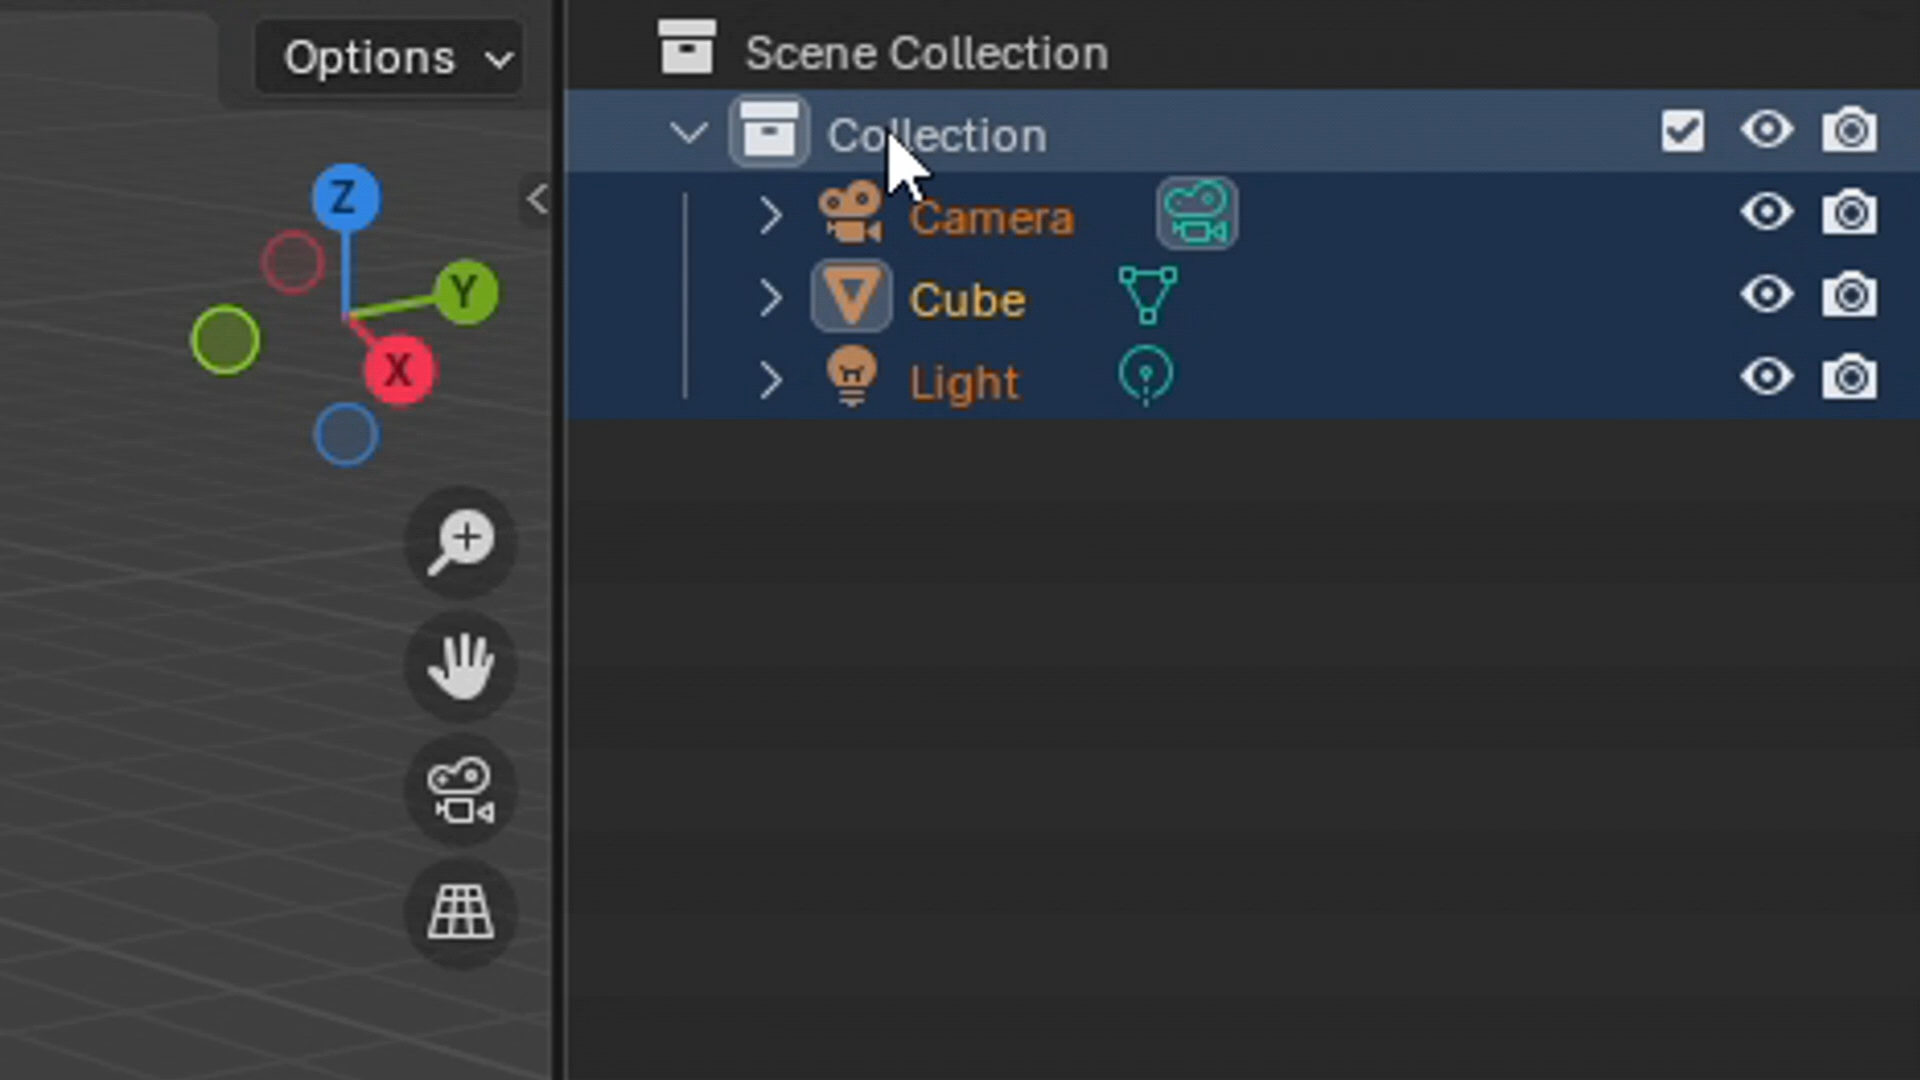 Options
Scene Collection
Collection
Camera
Cube
Light
Z
Y
X